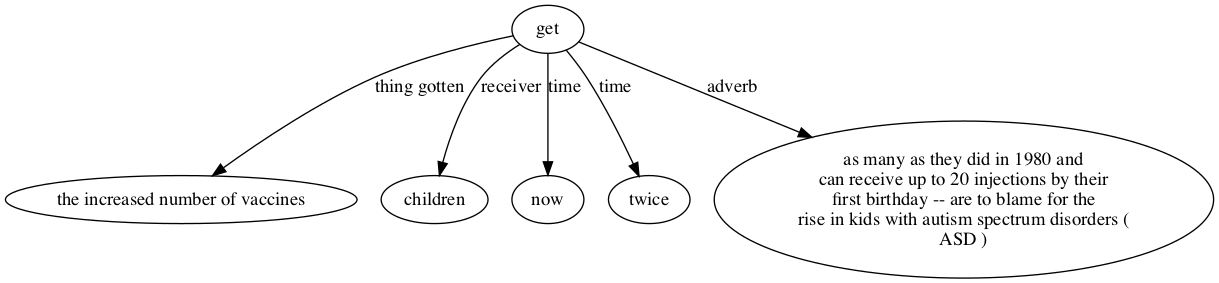 get
thing gotten
receiver
time
time
adverb
the increased number of vaccines
children
now
twice
as many as they did in 1980 and
can receive up to 20 injections by their
first birthday -- are to blame for the
rise in kids with autism spectrum disorders (
ASD )